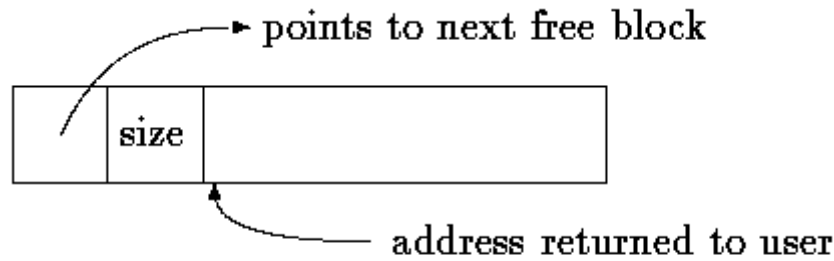 points to next free block
size
address returned to user